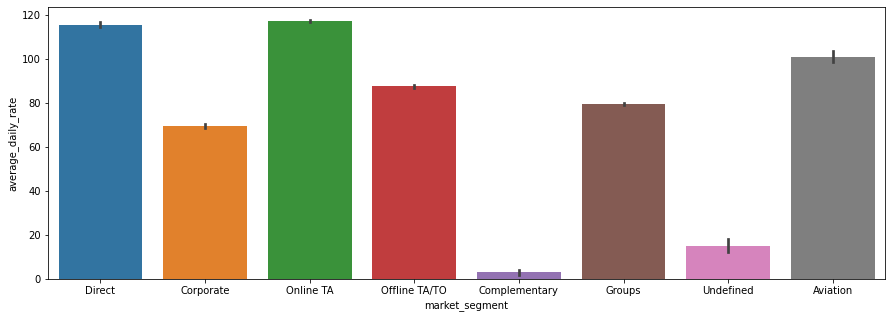 120
100
80
60
40
20
0
average_daily_rate
Direct Corporate Online TA Offline TA/TO Complementary Groups Undefined Aviation
market_segment